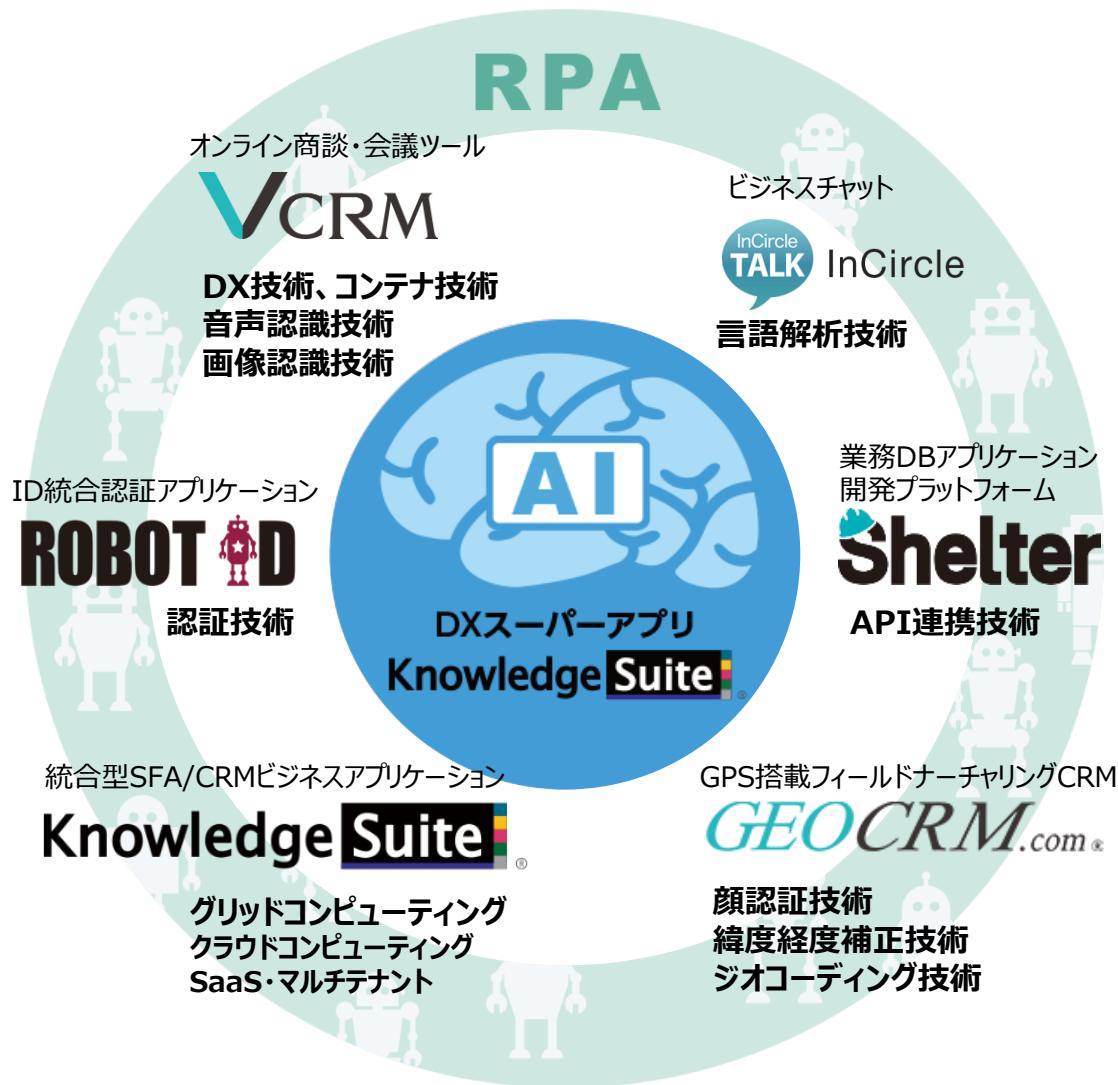 RPA
オンライン商談・会議ツール
VCRM
DX技術、コンテナ技術
音声認識技術
画像認識技術
ビジネスチャット
InCircle
TALK
InCircle
言語解析技術
ID統合認証アプリケーション
ROBOT ID
認証技術
AI
DXスーパーアプリ
Knowledge Suite ®
業務DBアプリケーション
開発プラットフォーム
Shelter
API連携技術
統合型SFA/CRMビジネスアプリケーション
Knowledge Suite ®
グリッドコンピューティング
クラウドコンピューティング
SaaS・マルチテナント
GPS搭載フィールドナーチャリングCRM
GEOCRM.com ®
顔認証技術
緯度経度補正技術
ジオコーディング技術